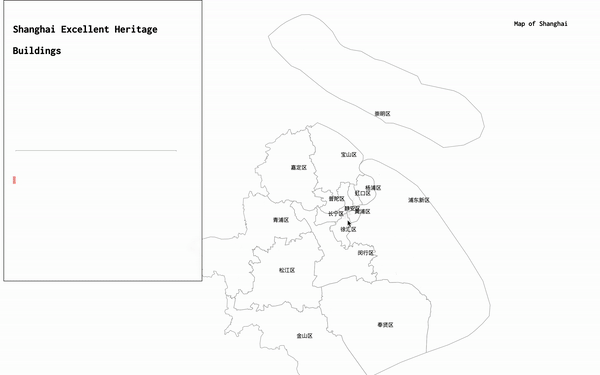 Shanghai Excellent Heritage
Buildings
Map of Shanghai
崇明区
宝山区
嘉定区
杨浦区
虹口区
普陀区
浦东新区
静安区
黄浦区
长宁区
青浦区
徐汇区
闵行区
松江区
奉贤区
金山区